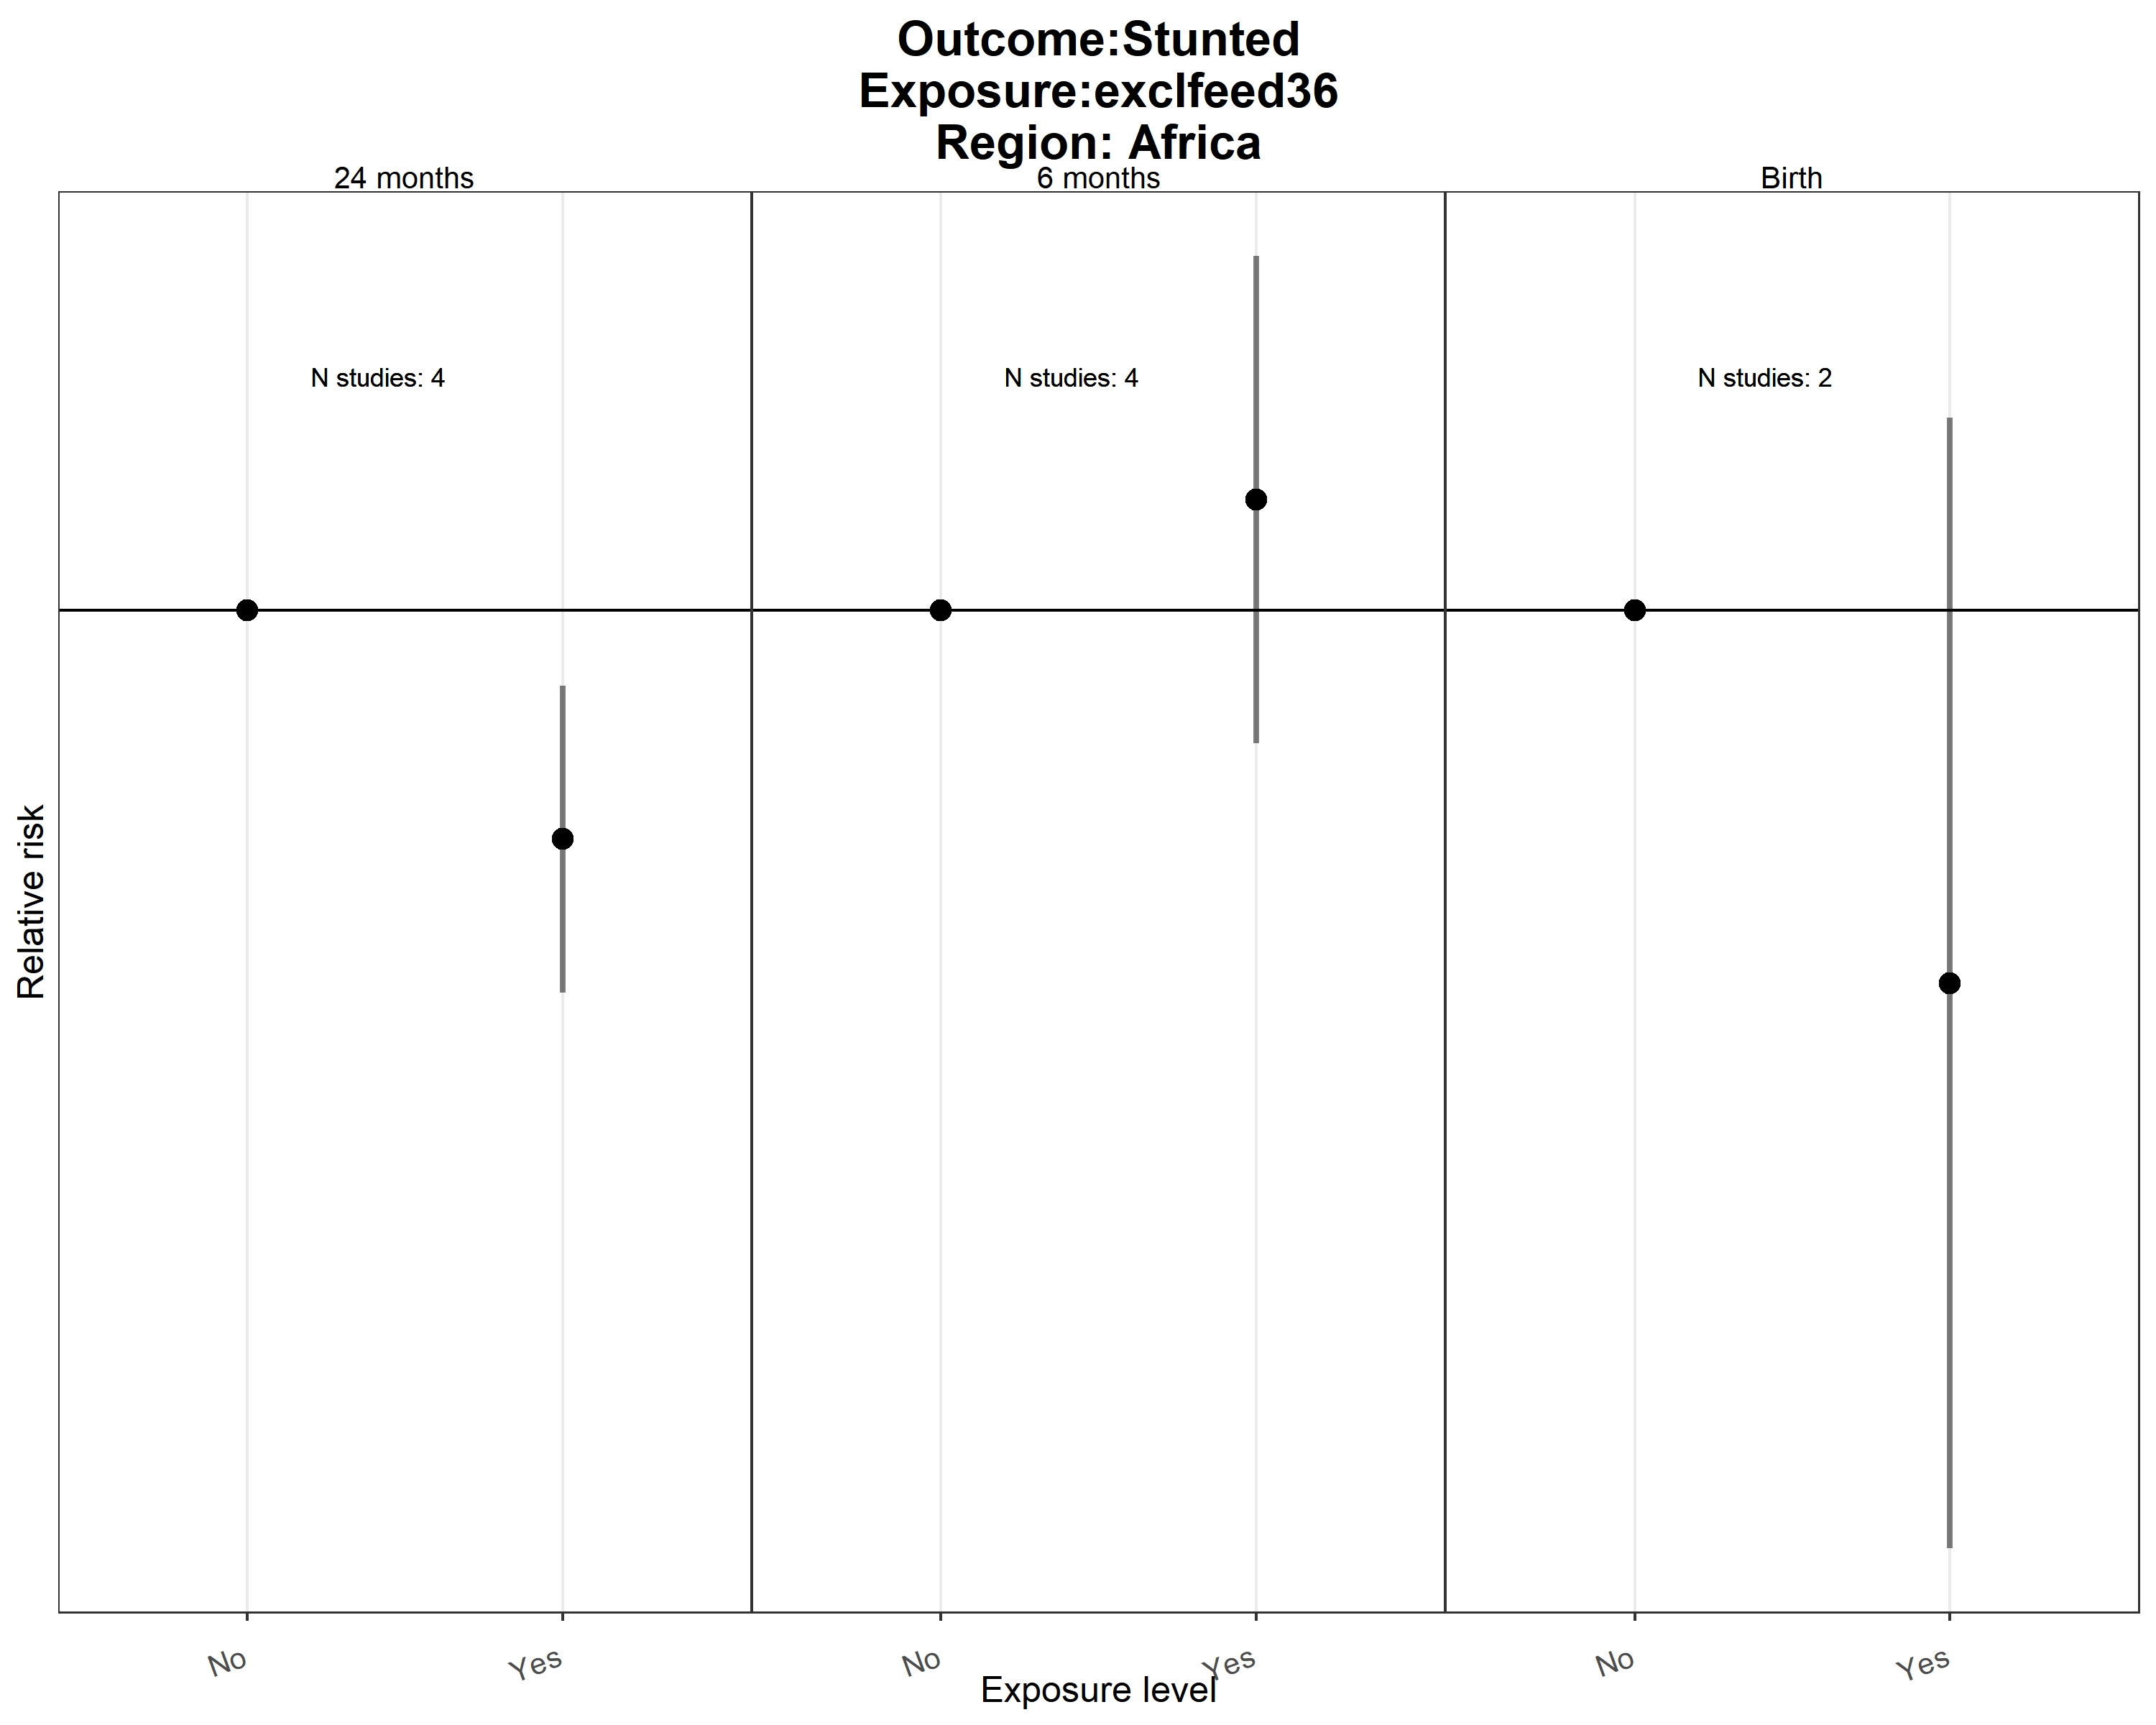 Outcome:Stunted
Exposure:exclfeed36
Region: Africa
24 months
6 months
Birth
N studies: 4
N studies: 4
N studies: 2
Relative risk
No
Yes
No
Yes
No
Yes
Exposure level